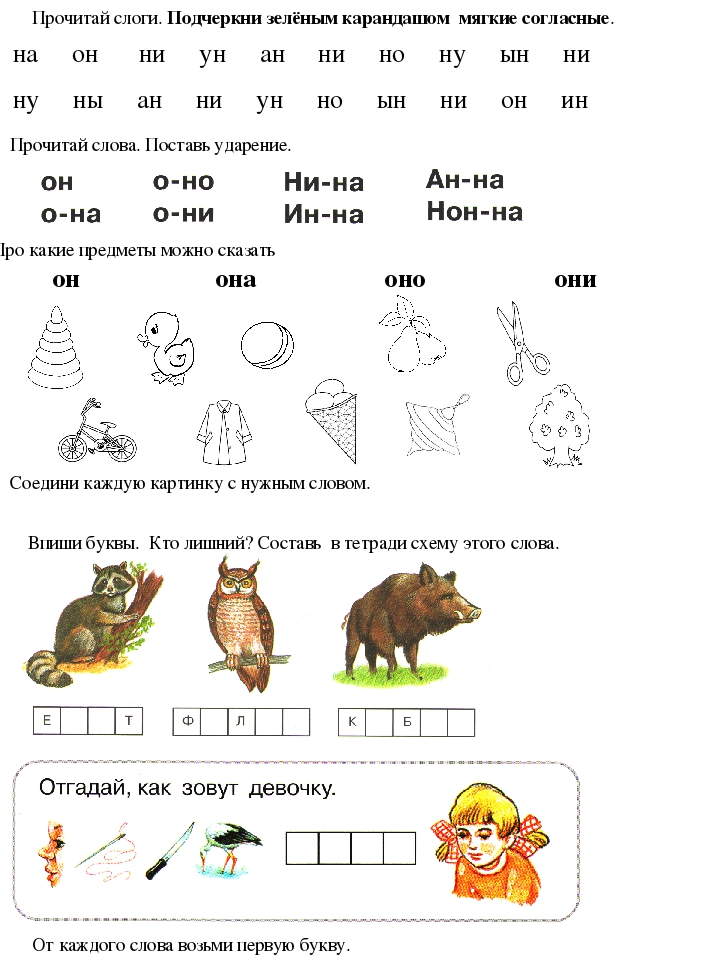 Прочитай слоги. Подчеркни зелёным карандашом мягкие согласные.
на он ни ун ан ни но ну ын ни
ну ны ан ни ун но ын ни он ин
Прочитай слова. Поставь ударение.
он о-но Ни-на Ан-на
о-на о-ни Ин-на Нон-на
Про какие предметы можно сказать
он она оно они
Соедини каждую картинку с нужным словом.
Впиши буквы. Кто лишний? Составь в тетради схему этого слова.
Е Т Ф Л К Б
Отгадай, как зовут девочку.
От каждого слова возьми первую букву.